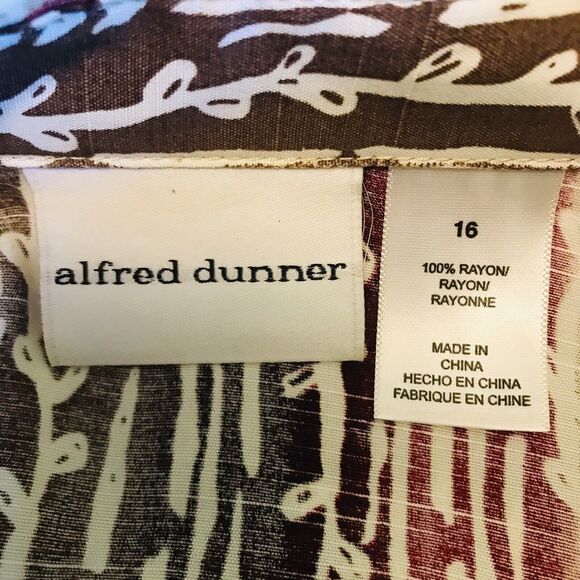 alfred dunner
16
100% RAYON/
RAYON/
RAYONNE
MADE IN
CHINA
HECHO EN CHINA
FABRIQUE EN CHINE